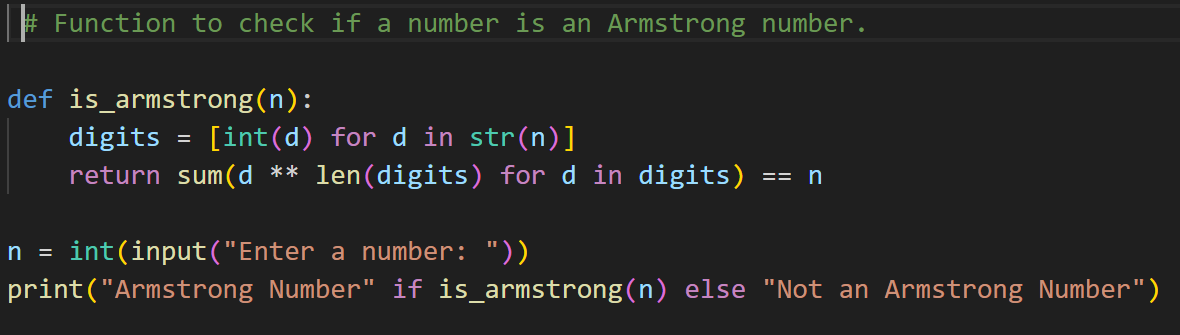 # Function to check if a number is an Armstrong number.
def is_armstrong(n):
    digits = [int(d) for d in str(n)]
    return sum(d ** len(digits) for d in digits) == n
n = int(input("Enter a number: "))
print("Armstrong Number" if is_armstrong(n) else "Not an Armstrong Number")